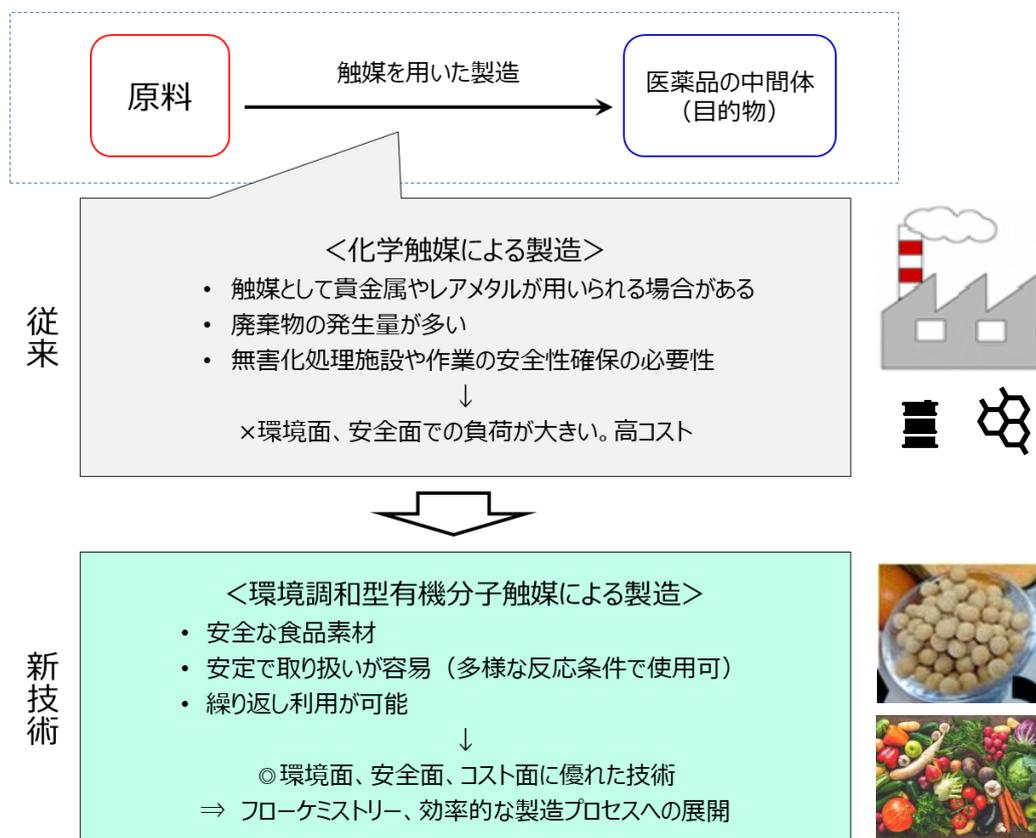 原料
触媒を用いた製造
医薬品の中間体
（目的物）
従来
＜化学触媒による製造＞
• 触媒として貴金属やレアメタルが用いられる場合がある
• 廃棄物の発生量が多い
• 無害化処理施設や作業の安全性確保の必要性
↓
×環境面、安全面での負荷が大きい。高コスト
新技術
＜環境調和型有機分子触媒による製造＞
• 安全な食品素材
• 安定で取り扱いが容易（多様な反応条件で使用可）
• 繰り返し利用が可能
↓
◎環境面、安全面、コスト面に優れた技術
⇒ フローケミストリー、効率的な製造プロセスへの展開